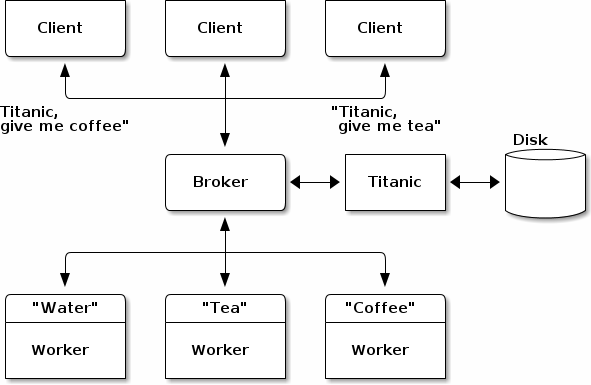 Client
Client
Client
Titanic,
give me coffee"
"Titanic,
give me tea"
Disk
Broker
Titanic
"Water"
"Tea"
"Coffee"
Worker
Worker
Worker